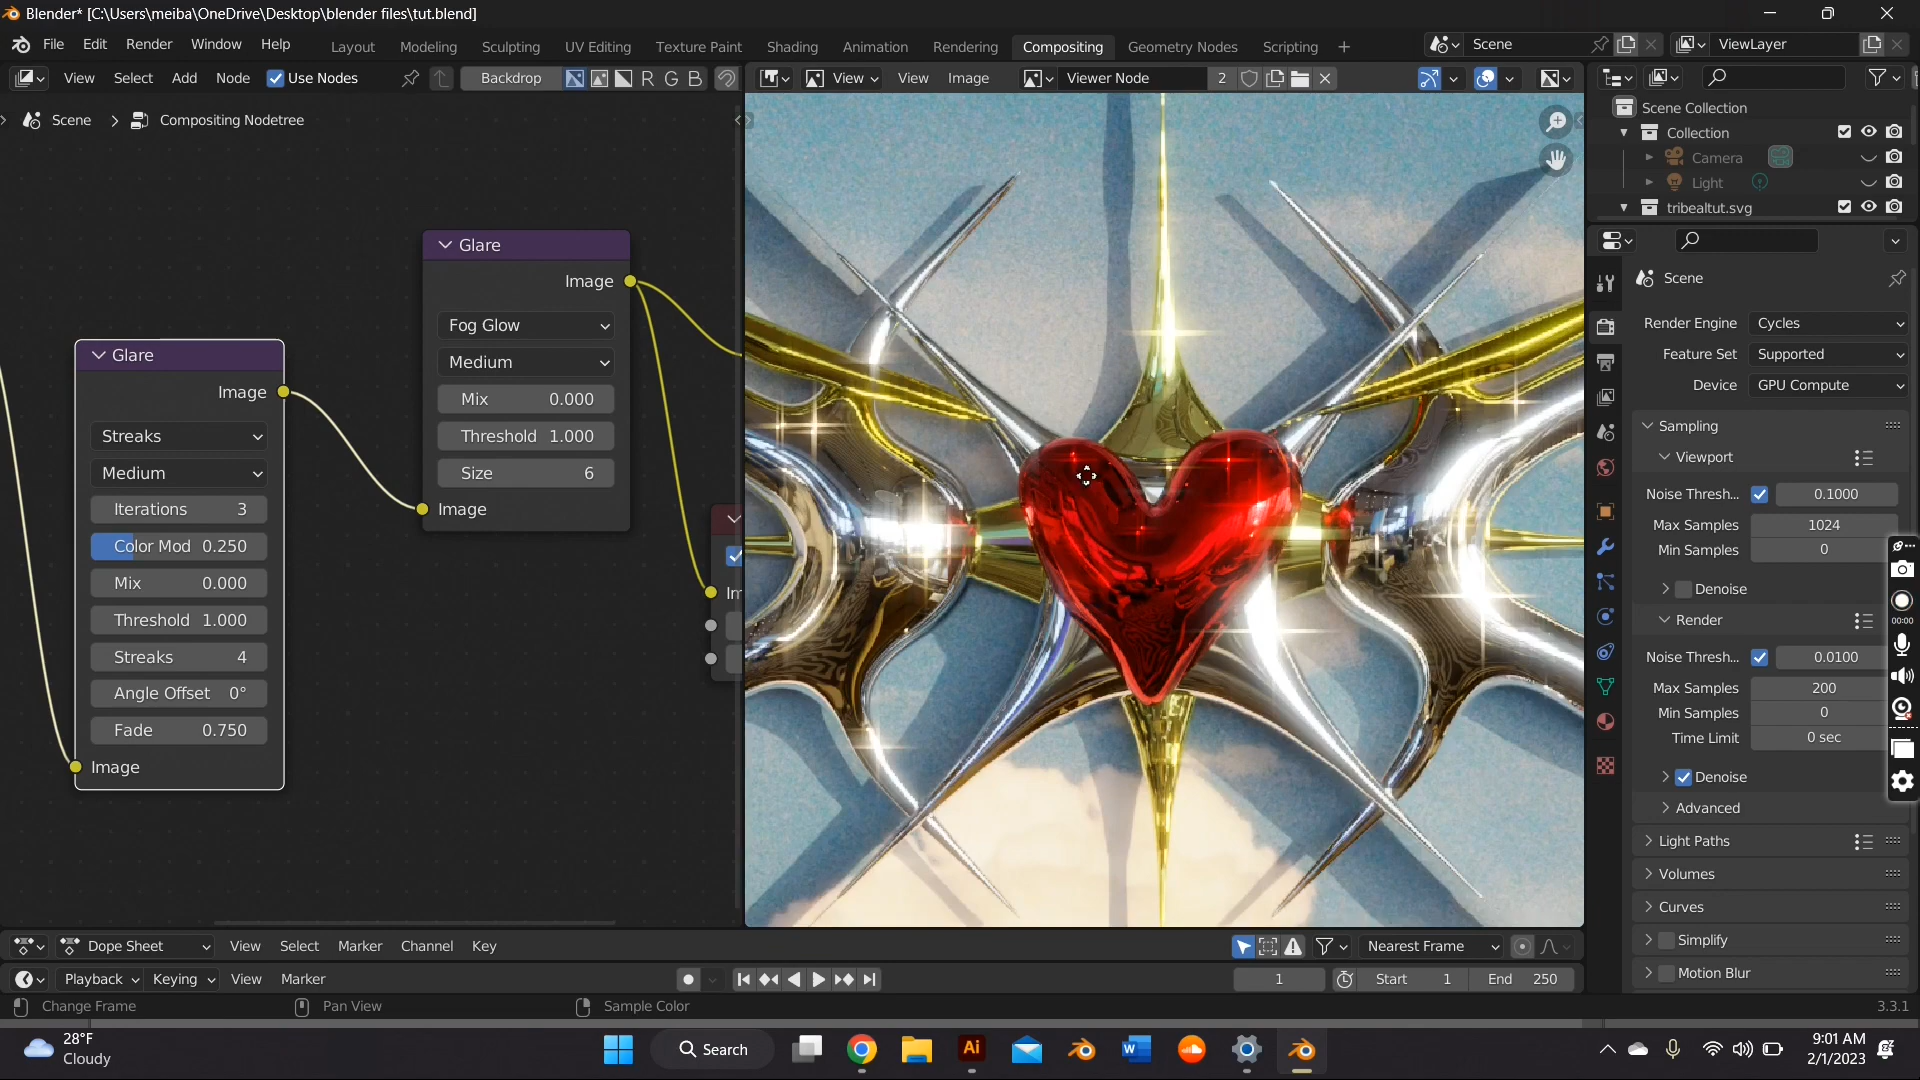 Blender* [C:\Users\meiba\OneDrive\Desktop\blender files\tut.blend]
File Edit Render Window Help Layout Modeling Sculpting UV Editing Texture Paint Shading Animation Rendering Compositing Geometry Nodes Scripting + Scene ViewLayer
View Select Add Node Use Nodes Backdrop R G B View View Image Viewer Node 2
Scene > Compositing Nodetree
Scene Collection
Collection
Camera
Light
tribealtut.svg
Glare
Image
Fog Glow
Medium
Mix 0.000
Threshold 1.000
Size 6
Image
Glare
Image
Streaks
Medium
Iterations 3
Color Mod 0.250
Mix 0.000
Threshold 1.000
Streaks 4
Angle Offset 0°
Fade 0.750
Image
Im
Scene
Render Engine Cycles
Feature Set Supported
Device GPU Compute
Sampling
Viewport
Noise Thresh... 0.1000
Max Samples 1024
Min Samples 0
Denoise
Render
Noise Thresh... 0.0100
Max Samples 200
Min Samples 0
Time Limit 0 sec
Denoise
Advanced
Light Paths
Volumes
Curves
Simplify
Motion Blur
00:00
Dope Sheet View Select Marker Channel Key Nearest Frame
Playback Keying View Marker 1 Start 1 End 250
Change Frame Pan View Sample Color 3.3.1
28°F
Cloudy
Search
Ai
W
9:01 AM
2/1/2023